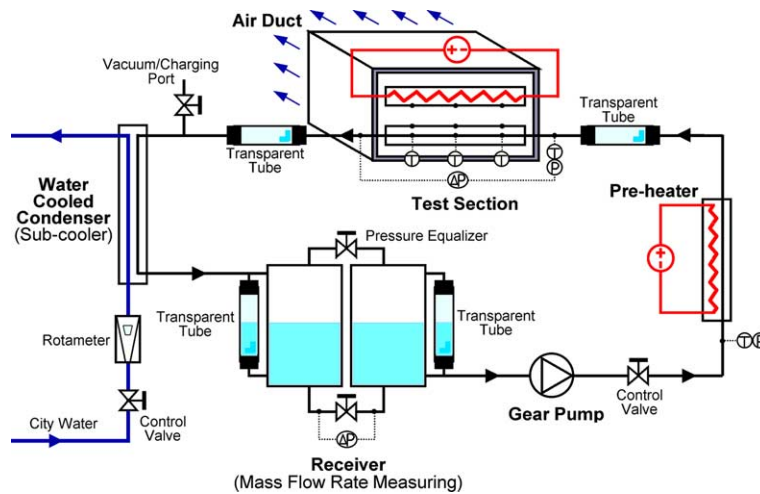 Air Duct
Vacuum/Charging
Port
+ -
Transparent
Tube
Transparent
Tube
T
T
T
T
P
ΔP
Test Section
Water
Cooled
Condenser
(Sub-cooler)
Pre-heater
+
-
Pressure Equalizer
Transparent
Tube
Transparent
Tube
Rotameter
T
P
City Water
Control
Valve
ΔP
Gear Pump
Control
Valve
Receiver
(Mass Flow Rate Measuring)